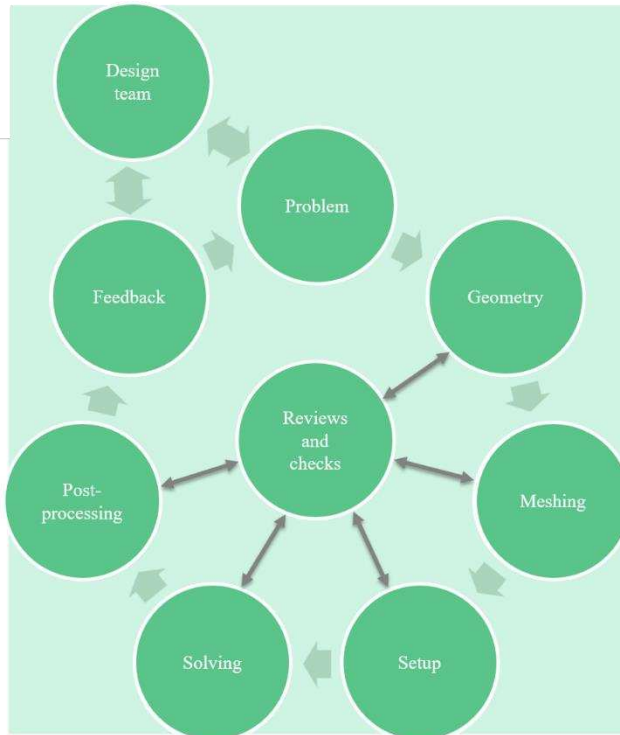 Design
team
Problem
Feedback
Geometry
Reviews
and
checks
Post-
processing
Meshing
Solving
Setup